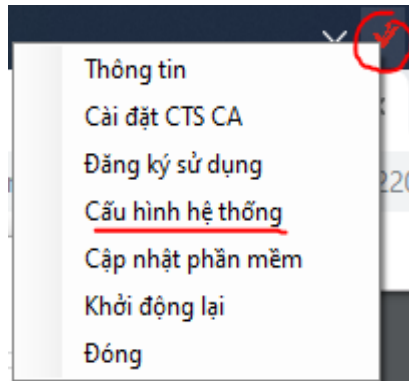 Thông tin
Cài đặt CTS CA
Đăng ký sử dụng
Cấu hình hệ thống
220
Cập nhật phần mềm
Khởi động lại
Đóng